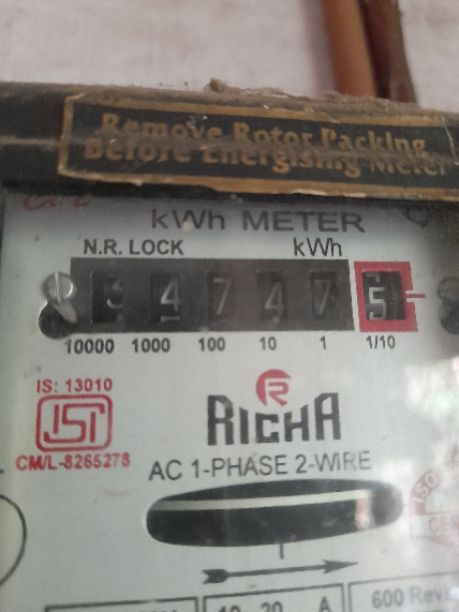 Remove Rotor Packing
Before Energising Meter
kWh METER
N.R. LOCK kWh
3 4 7 4 7 5
10000 1000 100 10 1 1/10
IS: 13010
ISI
CM/L-8265278
R
RICHA
AC 1-PHASE 2-WIRE
10 20 A
600 Rev